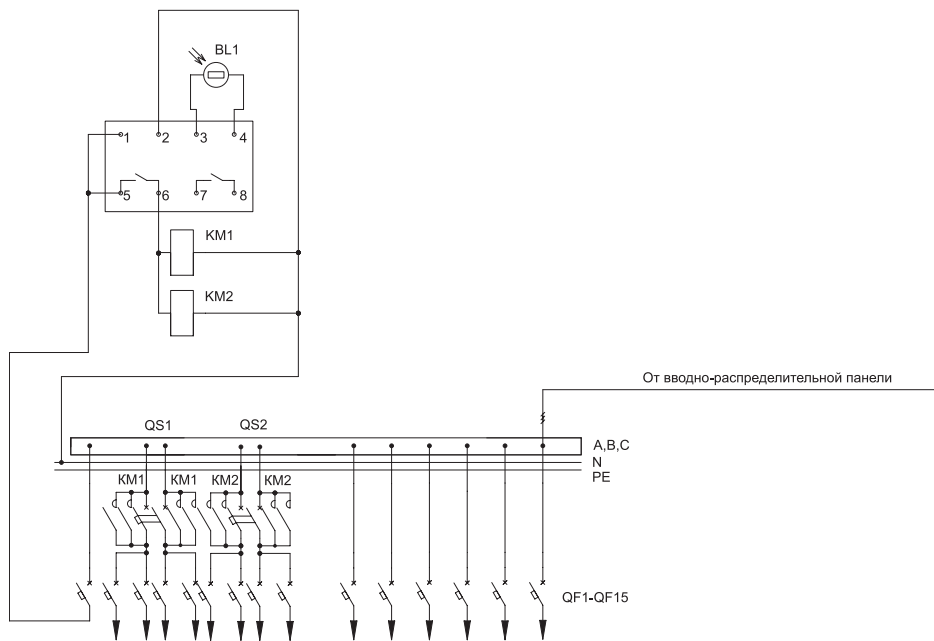 BL1
1 2 3 4
5 6 7 8
KM1
KM2
От вводно-распределительной панели
QS1 QS2
A,B,C
N
PE
KM1 KM1 KM2 KM2
QF1-QF15